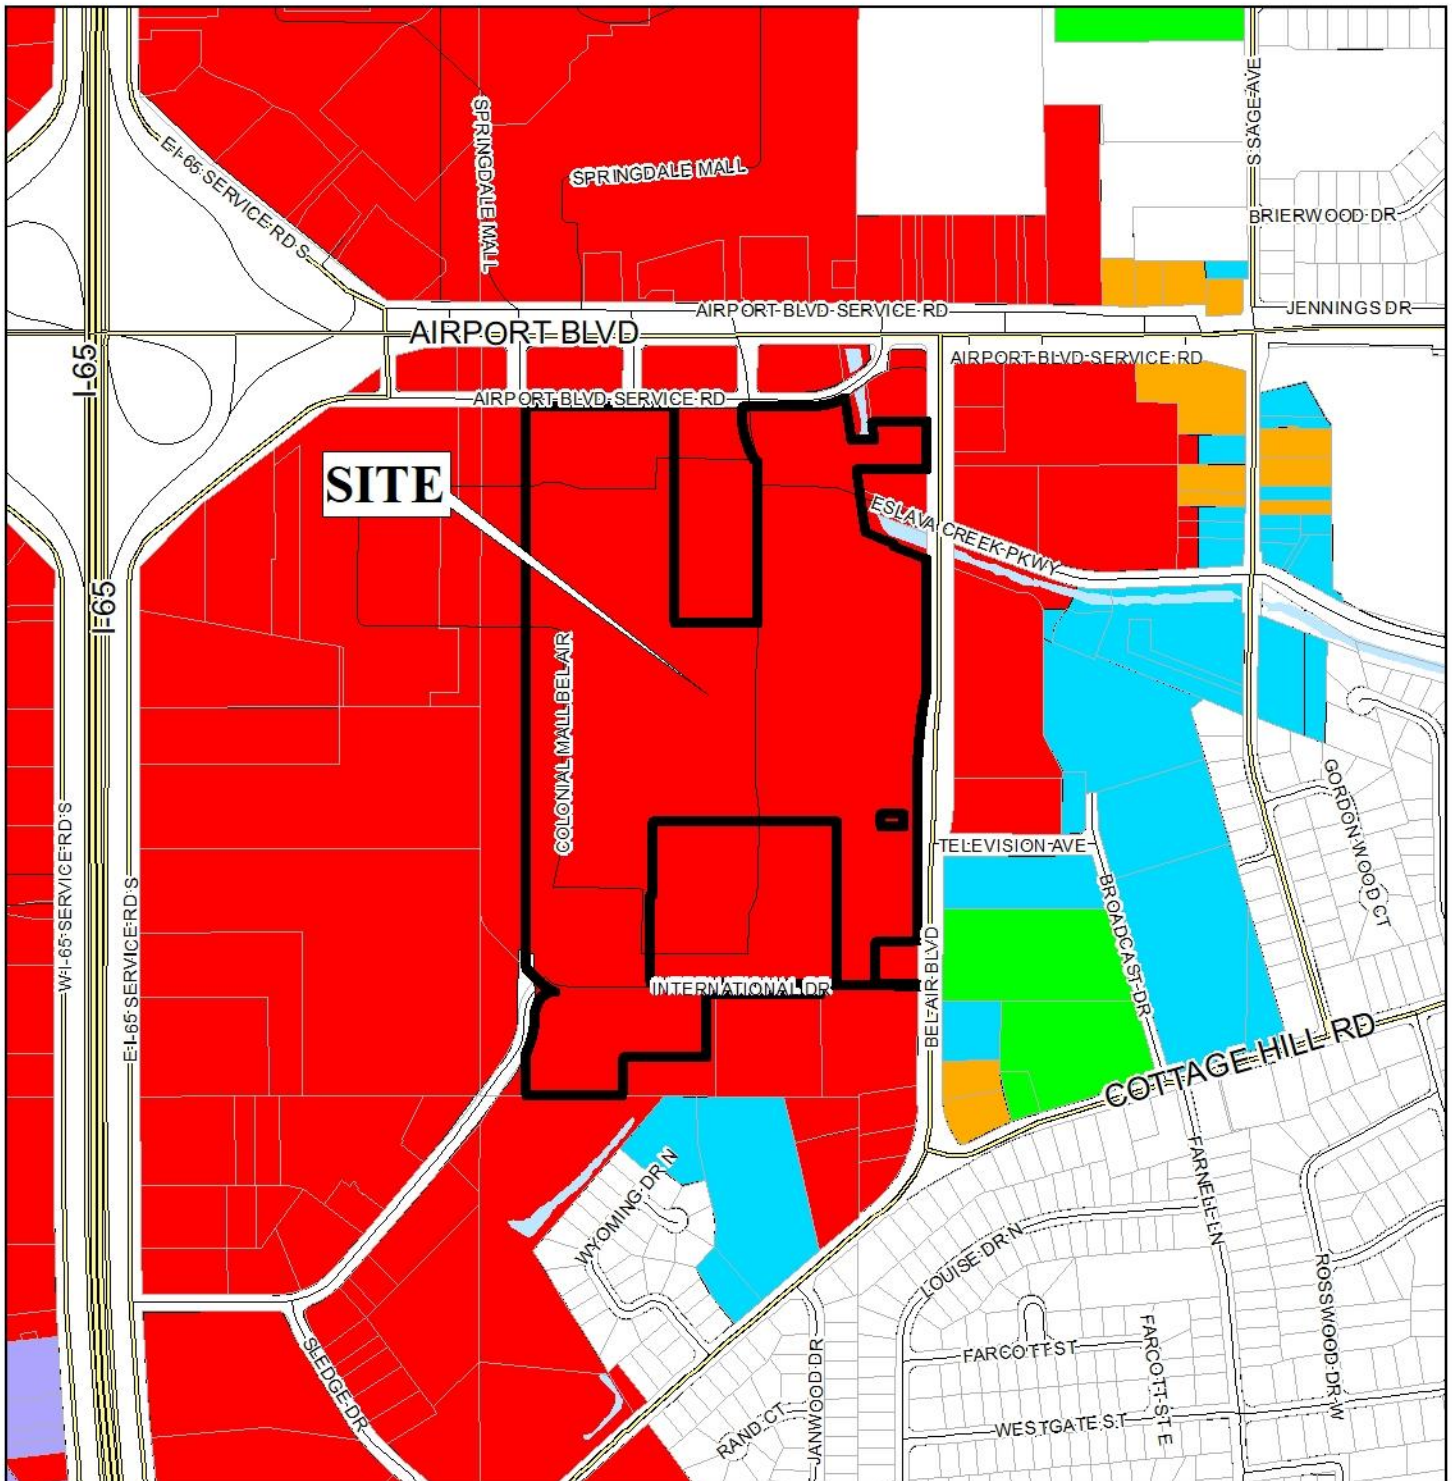 S SAGE AVE
SPRINGDALE MALL
E I-65 SERVICE RD S
SPRINGDALE MALL
BRIERWOOD DR
JENNINGS DR
AIRPORT BLVD SERVICE RD
AIRPORT BLVD
I-65
AIRPORT BLVD SERVICE RD
AIRPORT BLVD SERVICE RD
SITE
ESLAVA CREEK PKWY
I-65
COLONIAL MALL BEL AIR
GORDON WOOD CT
W I-65 SERVICE RD S
E I-65 SERVICE RD S
TELEVISION AVE
BROADCAST DR
BEL AIR BLVD
INTERNATIONAL DR
COTTAGE HILL RD
WYOMING DR N
FARNELL LN
LOUISE DR N
ROSSWOOD DR W
SLEDGE DR
FARCOTT ST
FARCOTT ST E
JANWOOD DR
RAND CT
WESTGATE ST